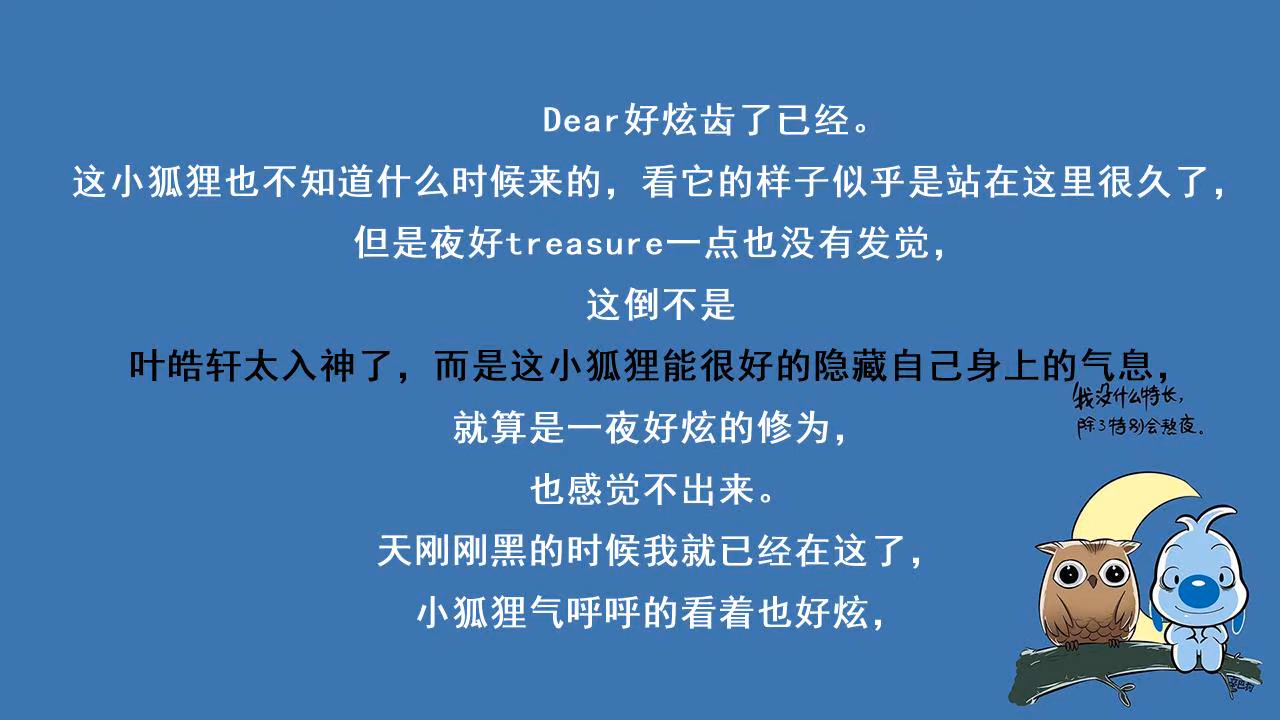 Dear好炫齿了已经。
这小狐狸也不知道什么时候来的，看它的样子似乎是站在这里很久了，
但是夜好treasure一点也没有发觉，
这倒不是
叶皓轩太入神了，而是这小狐狸能很好的隐藏自己身上的气息，
我没什么特长，
除了特别会熬夜。
就算是一夜好炫的修为，
也感觉不出来。
天刚刚黑的时候我就已经在这了，
小狐狸气呼呼的看着也好炫，